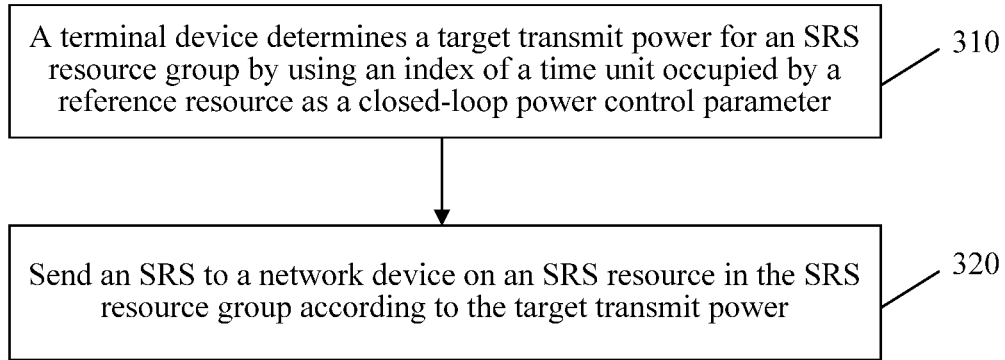 A terminal device determines a target transmit power for an SRS
resource group by using an index of a time unit occupied by a
reference resource as a closed-loop power control parameter
310
Send an SRS to a network device on an SRS resource in the SRS
resource group according to the target transmit power
320